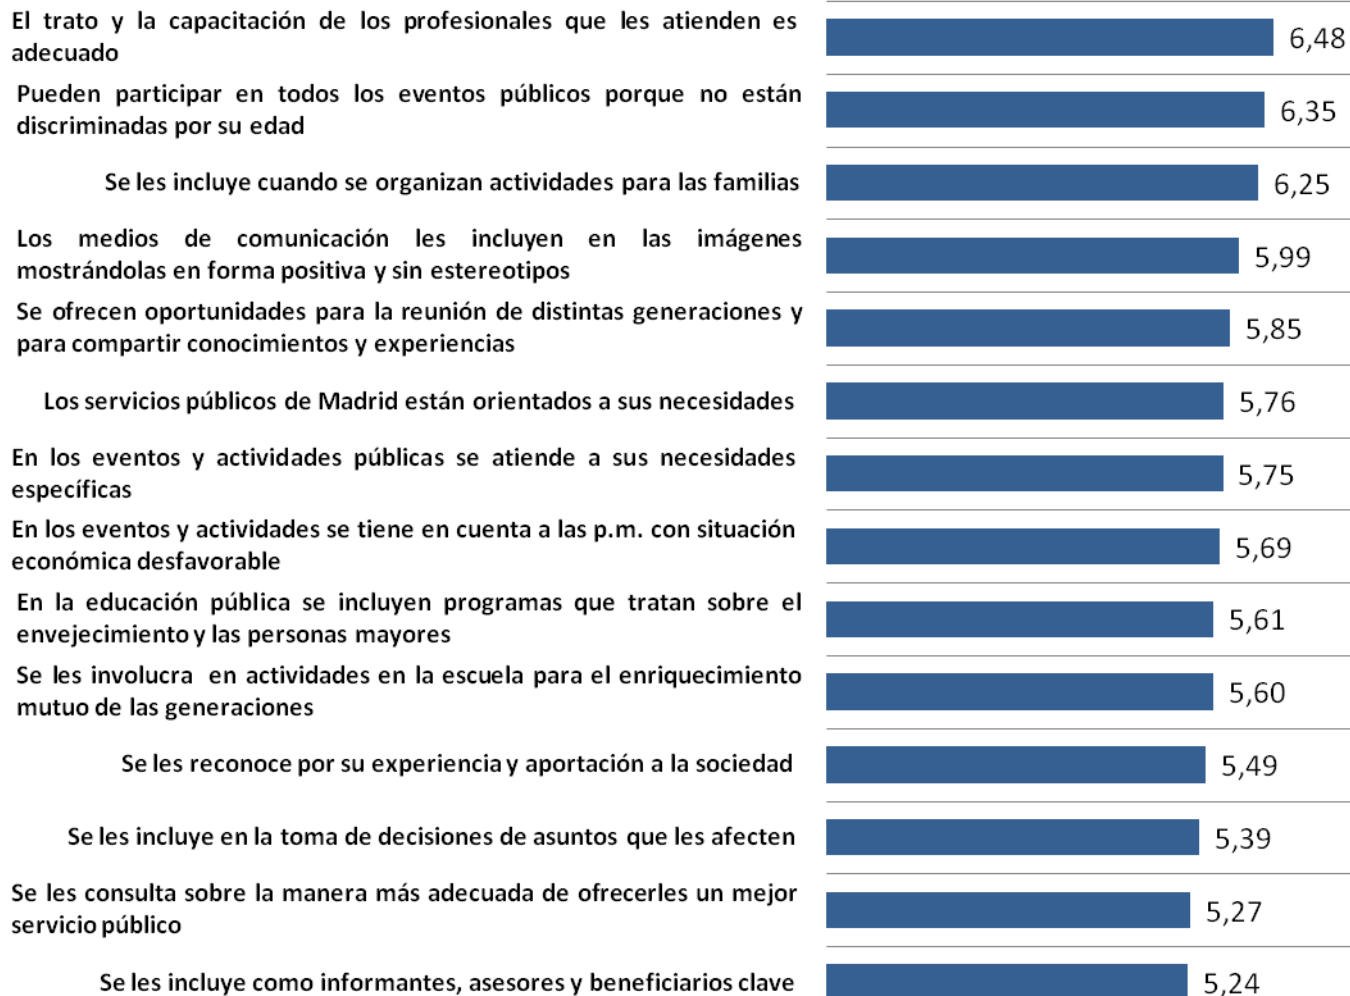 El trato y la capacitación de los profesionales que les atienden es
adecuado
6,48
Pueden participar en todos los eventos públicos porque no están
discriminadas por su edad
6,35
Se les incluye cuando se organizan actividades para las familias
6,25
Los medios de comunicación les incluyen en las imágenes
mostrándolas en forma positiva y sin estereotipos
5,99
Se ofrecen oportunidades para la reunión de distintas generaciones y
para compartir conocimientos y experiencias
5,85
Los servicios públicos de Madrid están orientados a sus necesidades
5,76
En los eventos y actividades públicas se atiende a sus necesidades
específicas
5,75
En los eventos y actividades se tiene en cuenta a las p.m. con situación
económica desfavorable
5,69
En la educación pública se incluyen programas que tratan sobre el
envejecimiento y las personas mayores
5,61
Se les involucra en actividades en la escuela para el enriquecimiento
mutuo de las generaciones
5,60
Se les reconoce por su experiencia y aportación a la sociedad
5,49
Se les incluye en la toma de decisiones de asuntos que les afecten
5,39
Se les consulta sobre la manera más adecuada de ofrecerles un mejor
servicio público
5,27
Se les incluye como informantes, asesores y beneficiarios clave
5,24